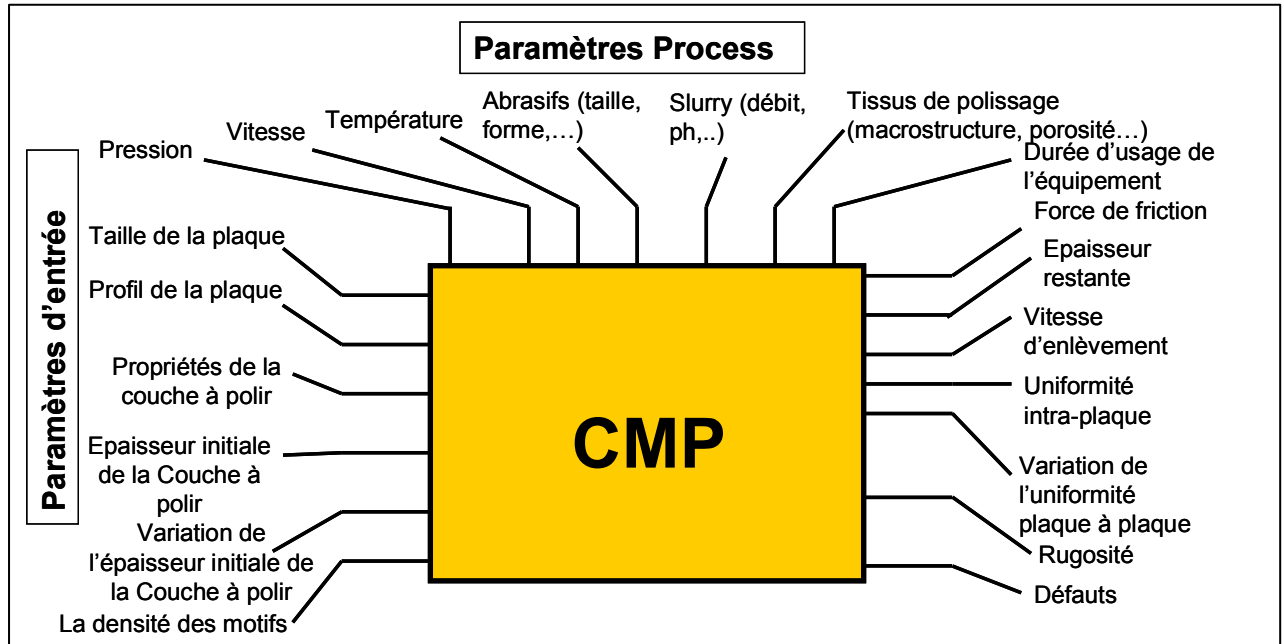 Paramètres Process
Pression
Vitesse
Température
Abrasifs (taille,
forme,…)
Slurry (débit,
ph,..)
Tissus de polissage
(macrostructure, porosité…)
Durée d’usage de
l’équipement
Paramètres d’entrée
Taille de la plaque
Profil de la plaque
Propriétés de la
couche à polir
Epaisseur initiale
de la Couche à
polir
Variation de
l’épaisseur initiale de
la Couche à polir
La densité des motifs
CMP
Force de friction
Epaisseur
restante
Vitesse
d’enlèvement
Uniformité
intra-plaque
Variation de
l’uniformité
plaque à plaque
Rugosité
Défauts